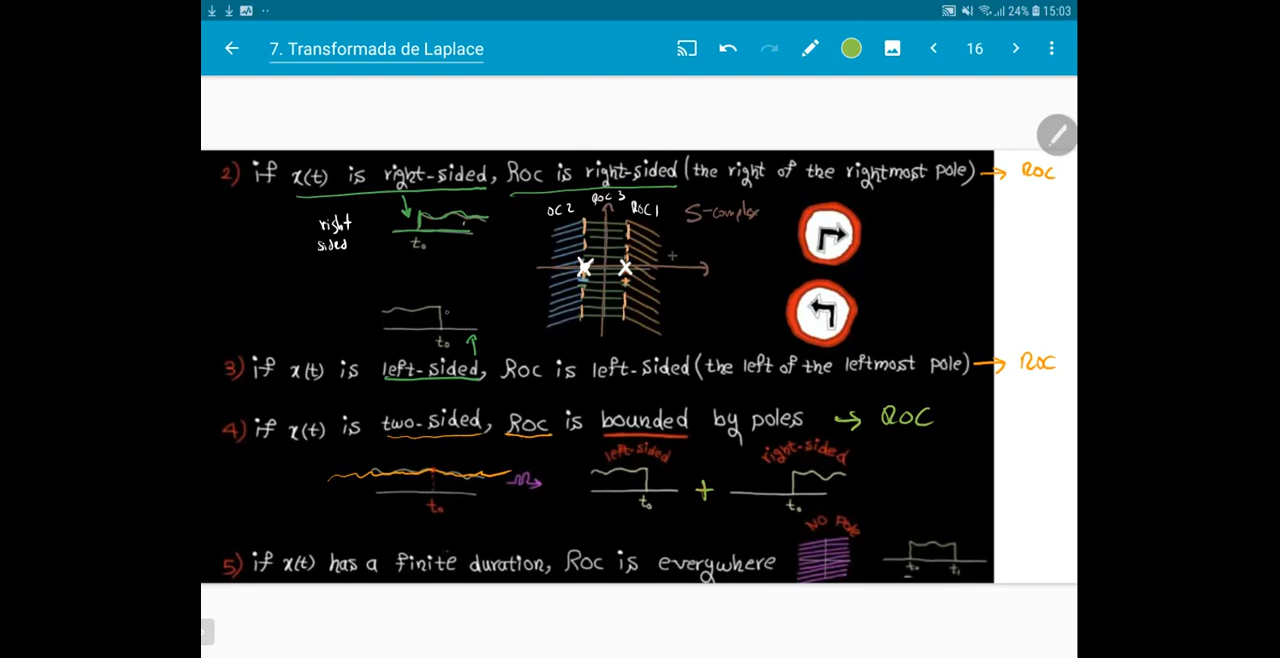 24% 15:03
7. Transformada de Laplace
16
2) if x(t) is right-sided, ROC is right-sided (the right of the rightmost pole) → ROC
right
sided
t₀
OC 2
ROC 3
ROC 1
S-complex
+
t₀
3) if x(t) is left-sided, ROC is left-sided (the left of the leftmost pole) → ROC
4) if x(t) is two-sided, ROC is bounded by poles → ROC
left-sided
right-sided
+
t₀
t₀
t₀
NO Pole
5) if x(t) has a finite duration, ROC is everywhere
t₀
t₁